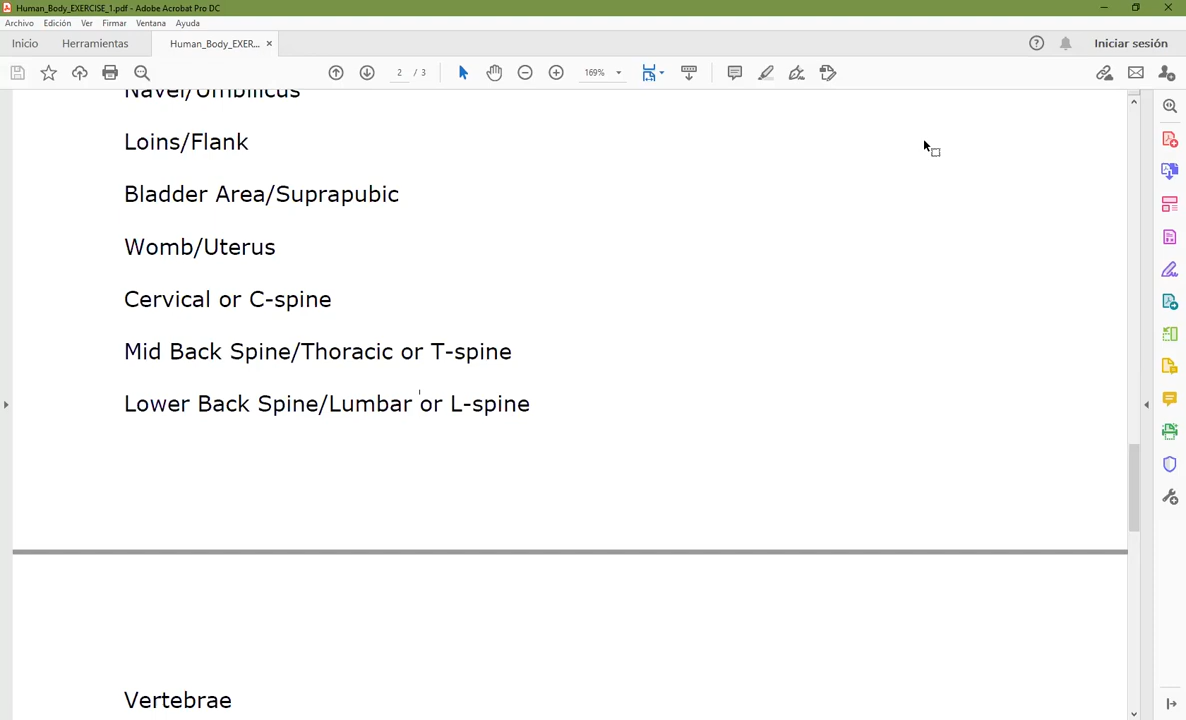 Human_Body_EXERCISE_1.pdf - Adobe Acrobat Pro DC
Archivo Edición Ver Firmar Ventana Ayuda
Inicio Herramientas Human_Body_EXER... × Iniciar sesión
2 / 3 169%
Navel/Umbilicus
Loins/Flank
Bladder Area/Suprapubic
Womb/Uterus
Cervical or C-spine
Mid Back Spine/Thoracic or T-spine
Lower Back Spine/Lumbar or L-spine
Vertebrae